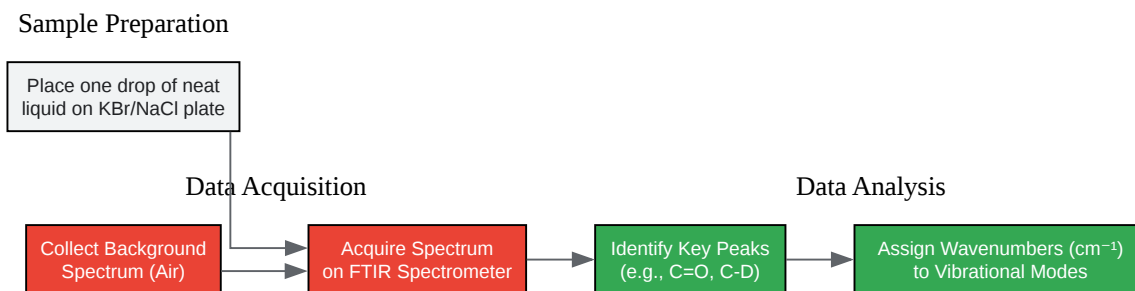 Sample Preparation
Place one drop of neat
liquid on KBr/NaCl plate
Data Acquisition
Data Analysis
Collect Background
Spectrum (Air)
Acquire Spectrum
on FTIR Spectrometer
Identify Key Peaks
(e.g., C=O, C-D)
Assign Wavenumbers (cm⁻¹)
to Vibrational Modes